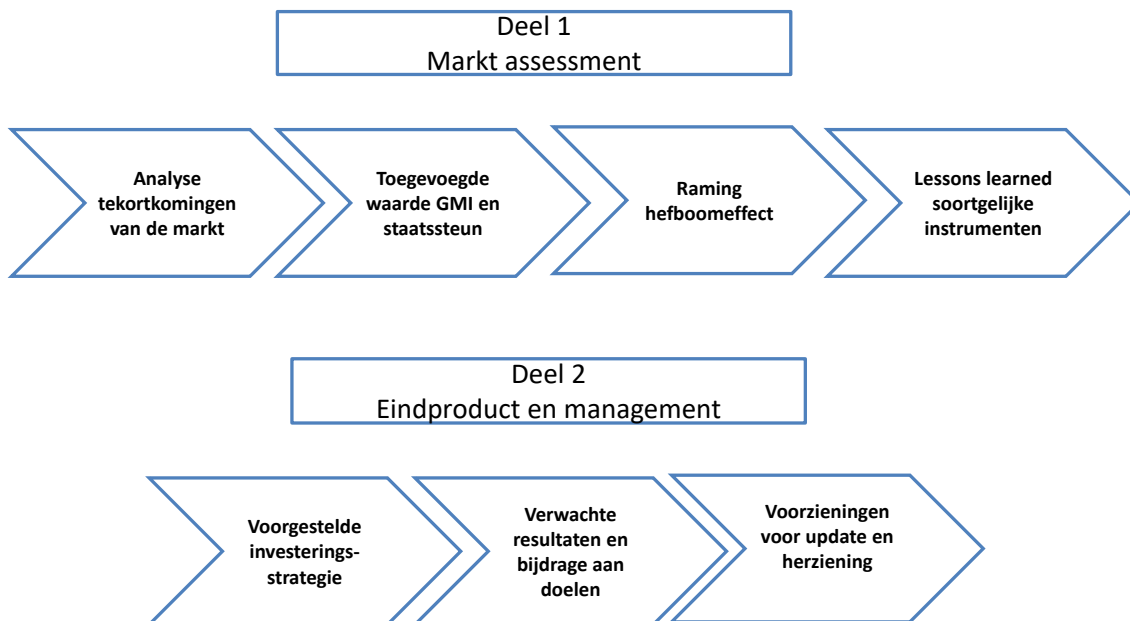 Deel 1
Markt assessment
Analyse
tekortkomingen
van de markt
Toegevoegde
waarde GMI en
staatssteun
Raming
hefboomeffect
Lessons learned
soortgelijke
instrumenten
Deel 2
Eindproduct en management
Voorgestelde
investerings-
strategie
Verwachte
resultaten en
bijdrage aan
doelen
Voorzieningen
voor update en
herziening